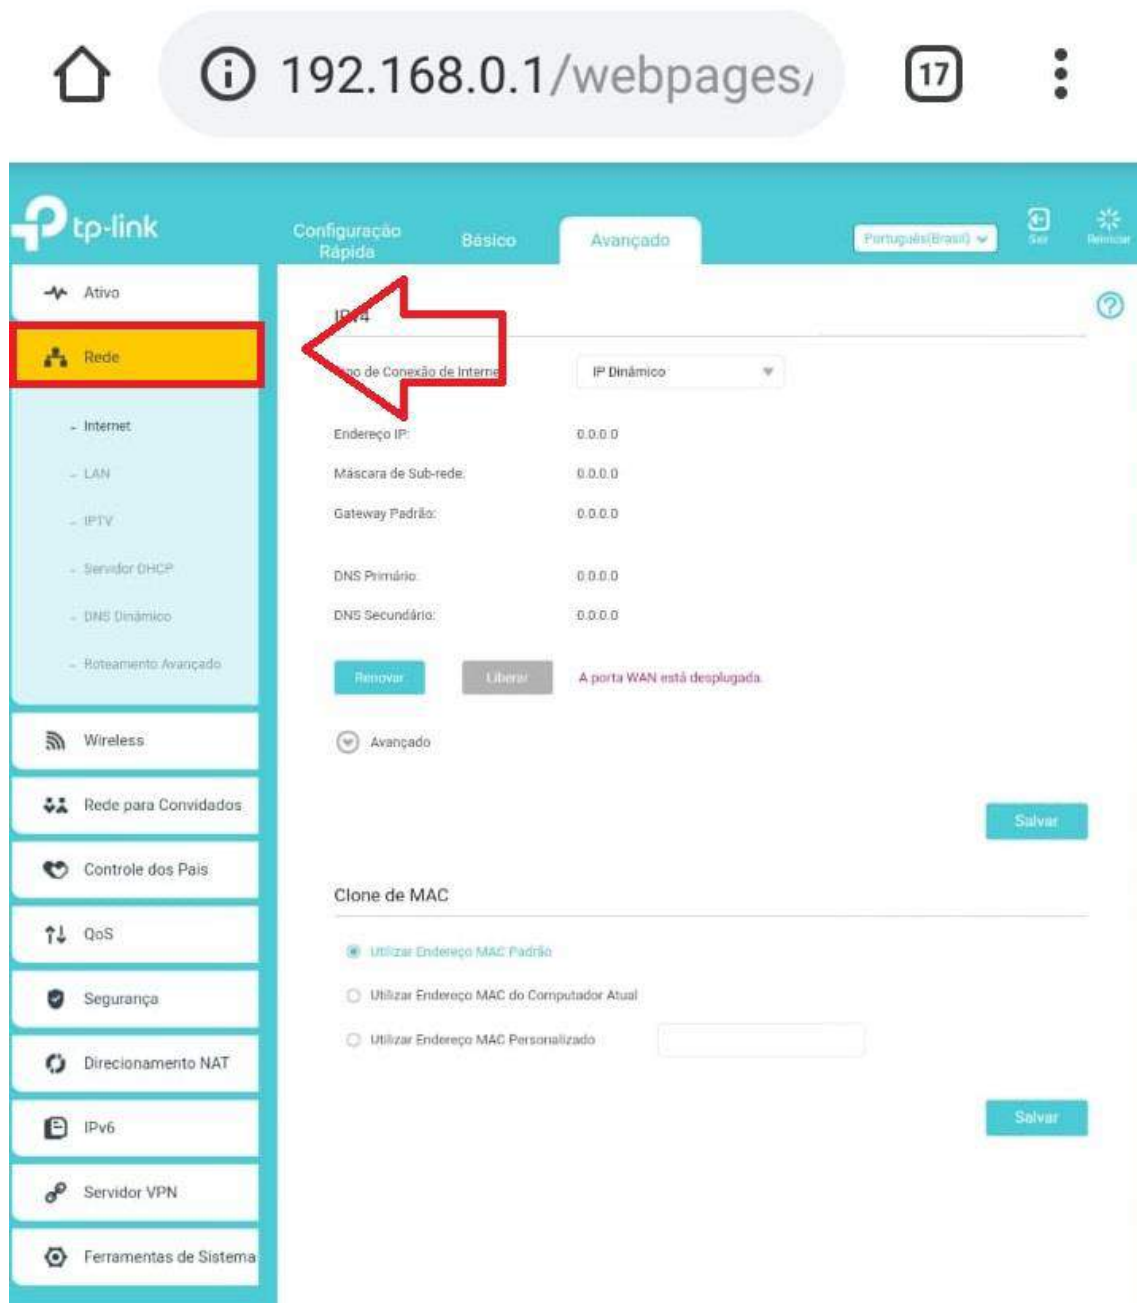 192.168.0.1/webpages/
17
tp-link
Configuração
Rápida
Básico
Avançado
Português(Brasil)
Sair
Reiniciar
Ativo
Rede
Internet
LAN
IPTV
Servidor DHCP
DNS Dinâmico
Roteamento Avançado
Wireless
Rede para Convidados
Controle dos Pais
QoS
Segurança
Direcionamento NAT
IPv6
Servidor VPN
Ferramentas de Sistema
IPv4
de Conexão de Internet
IP Dinâmico
Endereço IP: 0.0.0.0
Máscara de Sub-rede: 0.0.0.0
Gateway Padrão: 0.0.0.0
DNS Primário: 0.0.0.0
DNS Secundário: 0.0.0.0
Renovar
Liberar
A porta WAN está desplugada.
Avançado
Salvar
Clone de MAC
Utilizar Endereço MAC Padrão
Utilizar Endereço MAC do Computador Atual
Utilizar Endereço MAC Personalizado
Salvar